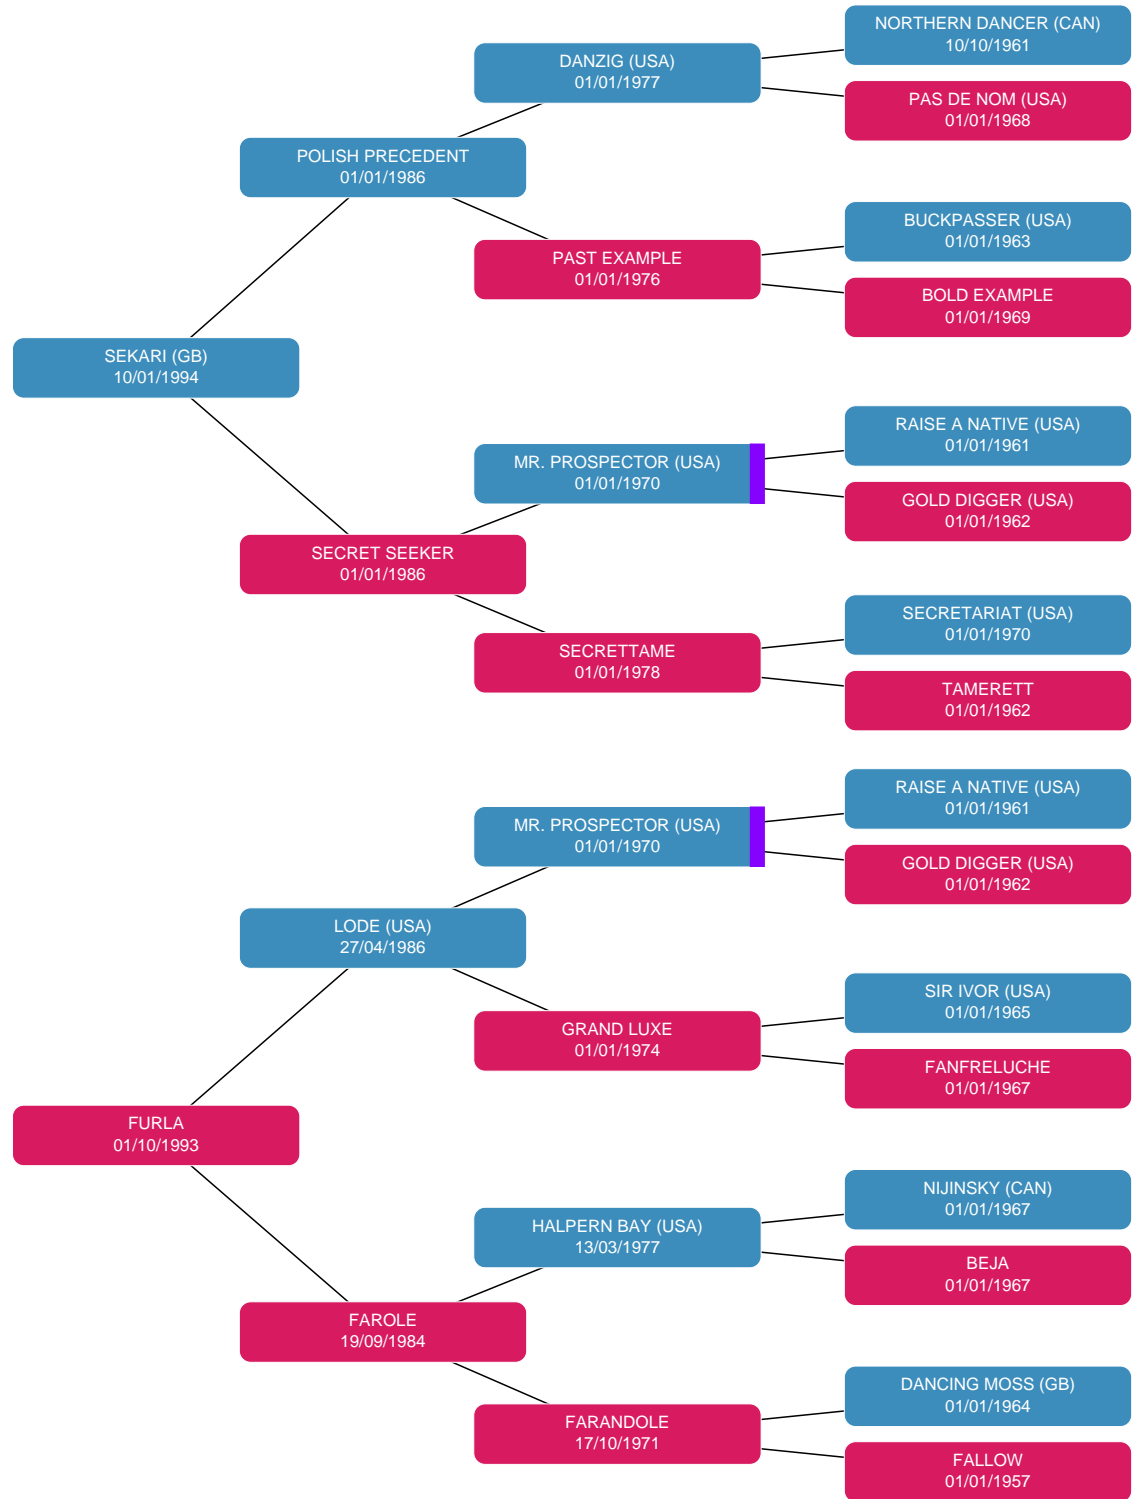 NORTHERN DANCER (CAN)
10/10/1961
DANZIG (USA)
01/01/1977
PAS DE NOM (USA)
01/01/1968
POLISH PRECEDENT
01/01/1986
BUCKPASSER (USA)
01/01/1963
PAST EXAMPLE
01/01/1976
BOLD EXAMPLE
01/01/1969
SEKARI (GB)
10/01/1994
RAISE A NATIVE (USA)
01/01/1961
MR. PROSPECTOR (USA)
01/01/1970
GOLD DIGGER (USA)
01/01/1962
SECRET SEEKER
01/01/1986
SECRETARIAT (USA)
01/01/1970
SECRETTAME
01/01/1978
TAMERETT
01/01/1962
RAISE A NATIVE (USA)
01/01/1961
MR. PROSPECTOR (USA)
01/01/1970
GOLD DIGGER (USA)
01/01/1962
LODE (USA)
27/04/1986
SIR IVOR (USA)
01/01/1965
GRAND LUXE
01/01/1974
FANFRELUCHE
01/01/1967
FURLA
01/10/1993
NIJINSKY (CAN)
01/01/1967
HALPERN BAY (USA)
13/03/1977
BEJA
01/01/1967
FAROLE
19/09/1984
DANCING MOSS (GB)
01/01/1964
FARANDOLE
17/10/1971
FALLOW
01/01/1957